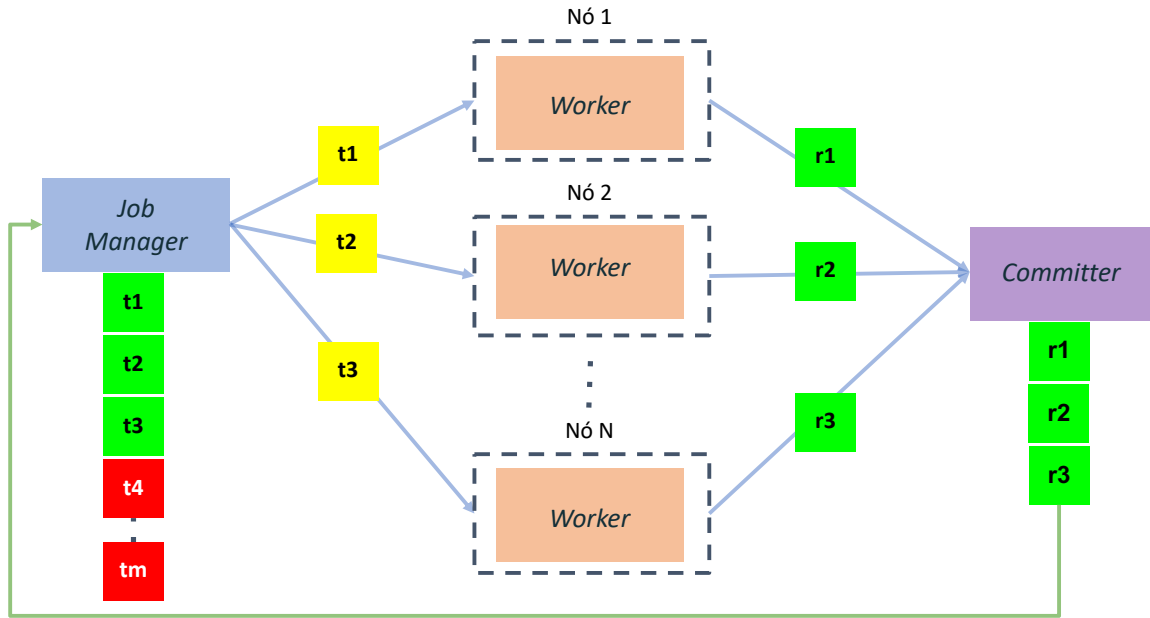 Nó 1
Worker
t1
r1
Job
Manager
Nó 2
t2
Worker
r2
Committer
t1
t2
t3
t4
tm
t3
r3
Nó N
Worker
r1
r2
r3